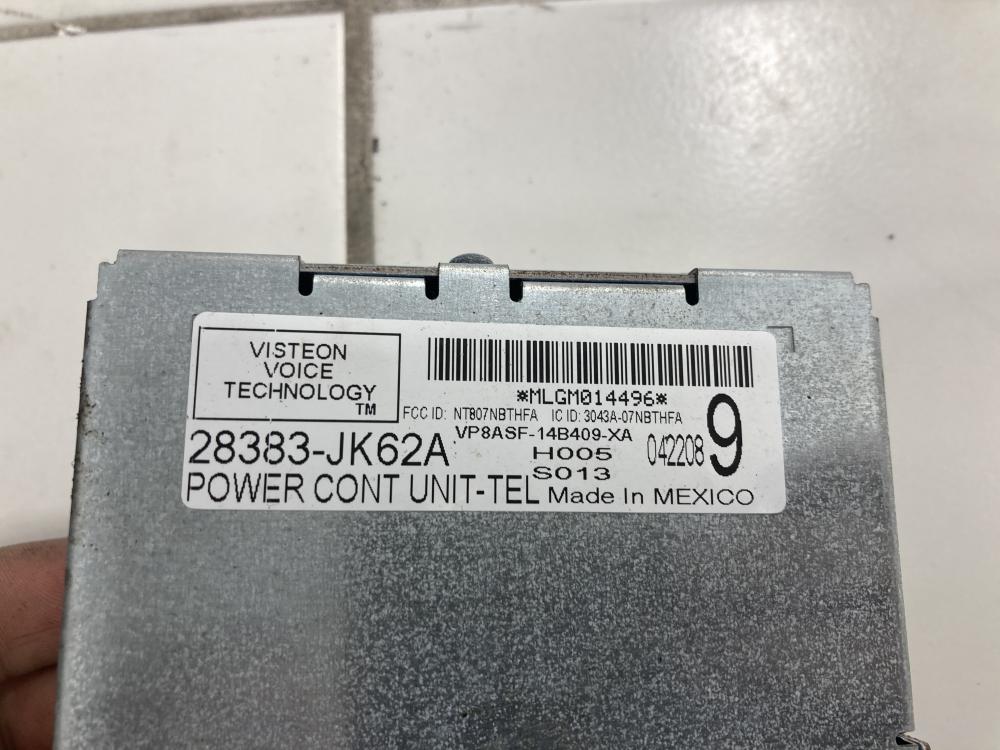 VISTEON
VOICE
TECHNOLOGY
TM
*MLGM014496*
FCC ID: NT807NBTHFA IC ID: 3043A-07NBTHFA
VP8ASF-14B409-XA
28383-JK62A H005 042208 9
S013
POWER CONT UNIT-TEL Made In MEXICO